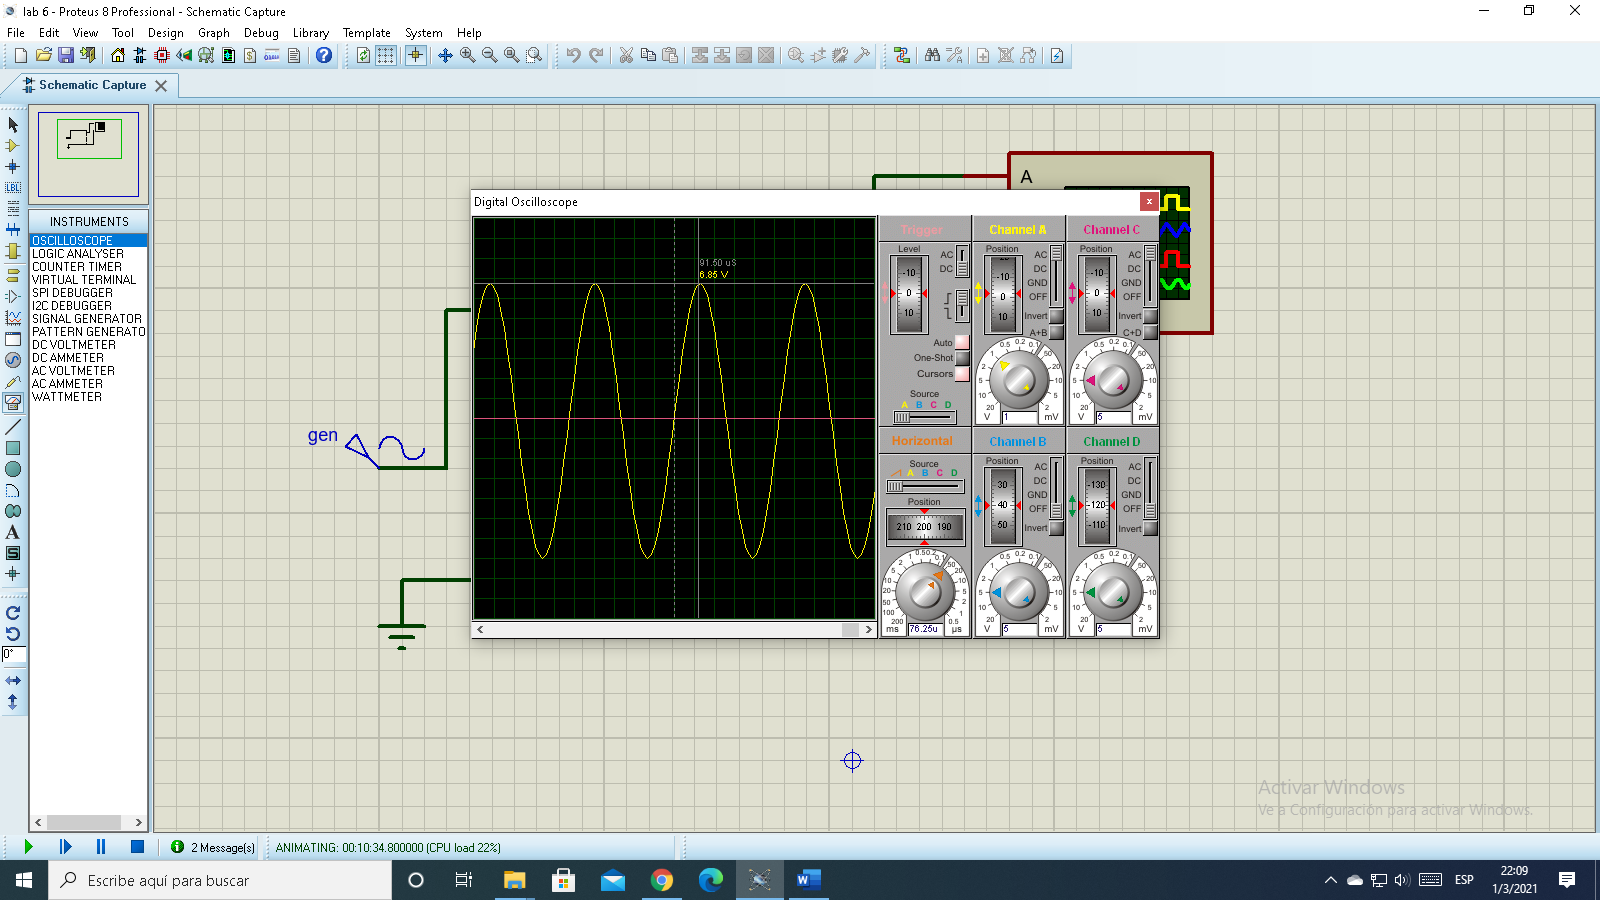 lab 6 - Proteus 8 Professional - Schematic Capture
File Edit View Tool Design Graph Debug Library Template System Help
Schematic Capture
INSTRUMENTS
OSCILLOSCOPE
LOGIC ANALYSER
COUNTER TIMER
VIRTUAL TERMINAL
SPI DEBUGGER
I2C DEBUGGER
SIGNAL GENERATOR
PATTERN GENERATO
DC VOLTMETER
DC AMMETER
AC VOLTMETER
AC AMMETER
WATTMETER
LBL
A
S
0°
gen
A
Digital Oscilloscope
91.50 uS
6.85 V
Trigger
Level
AC
DC
-10
0
10
Auto
One-Shot
Cursors
Source
A B C D
Channel A
Position
AC
DC
GND
OFF
-10
0
10
Invert
A+B
V
1
mV
Channel C
Position
AC
DC
GND
OFF
-10
0
10
Invert
C+D
V
5
mV
Horizontal
Source
A B C D
Position
210 200 190
ms
76.25u
µs
Channel B
Position
AC
DC
GND
OFF
-30
40
-50
Invert
V
5
mV
Channel D
Position
AC
DC
GND
OFF
-130
-120
-110
Invert
V
5
mV
Activar Windows
Ve a Configuración para activar Windows.
2 Message(s)
ANIMATING: 00:10:34.800000 (CPU load 22%)
Escribe aquí para buscar
ESP
22:09
1/3/2021